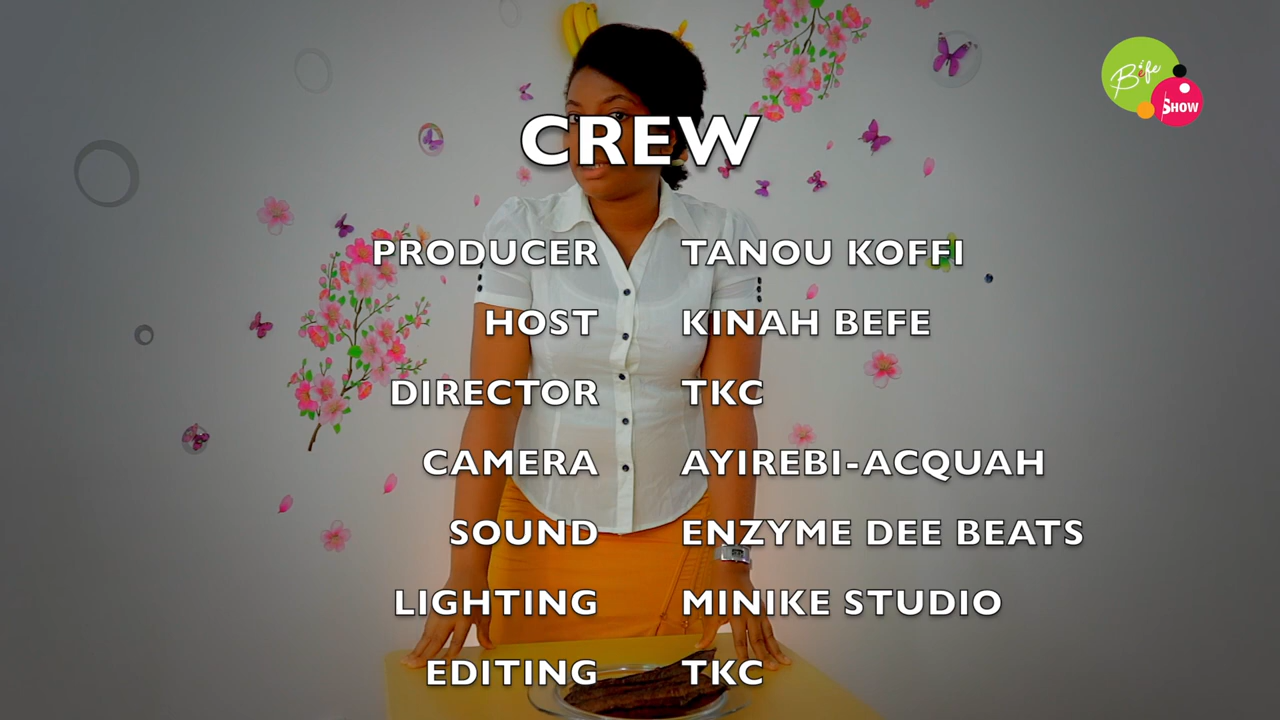 Béfe
SHOW
CREW
PRODUCER TANOU KOFFI
HOST KINAH BEFE
DIRECTOR TKC
CAMERA AYIREBI-ACQUAH
SOUND ENZYME DEE BEATS
LIGHTING MINIKE STUDIO
EDITING TKC